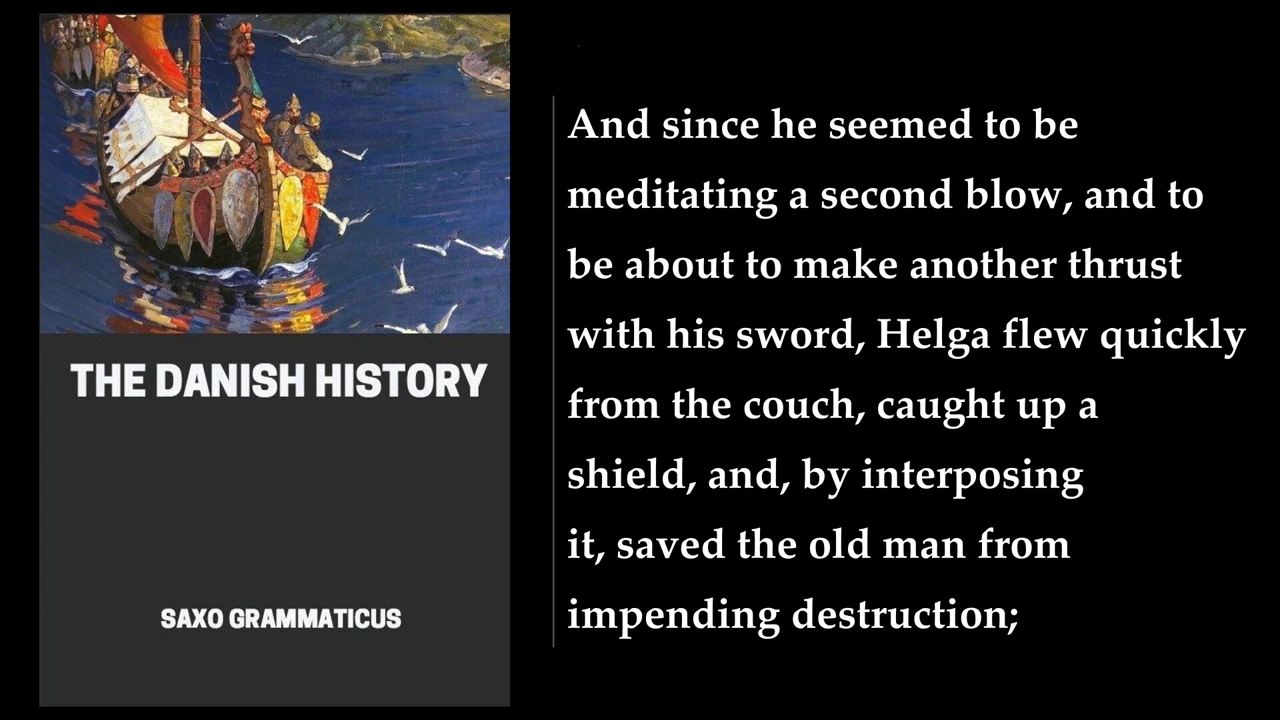 THE DANISH HISTORY
SAXO GRAMMATICUS
And since he seemed to be
meditating a second blow, and to
be about to make another thrust
with his sword, Helga flew quickly
from the couch, caught up a
shield, and, by interposing
it, saved the old man from
impending destruction;